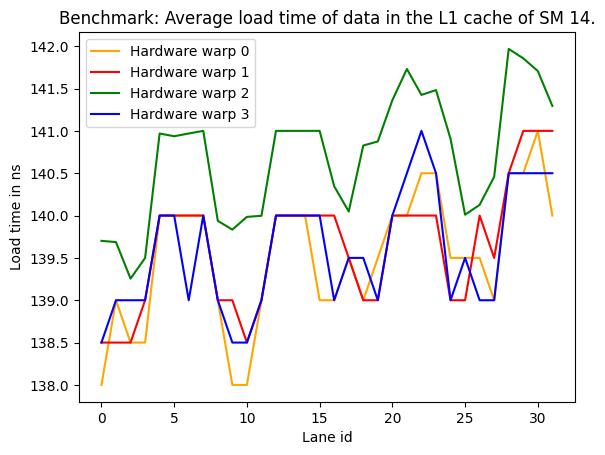 Benchmark: Average load time of data in the L1 cache of SM 14.
Hardware warp 0
Hardware warp 1
Hardware warp 2
Hardware warp 3
142.0
141.5
141.0
140.5
140.0
139.5
139.0
138.5
138.0
Load time in ns
0 5 10 15 20 25 30
Lane id